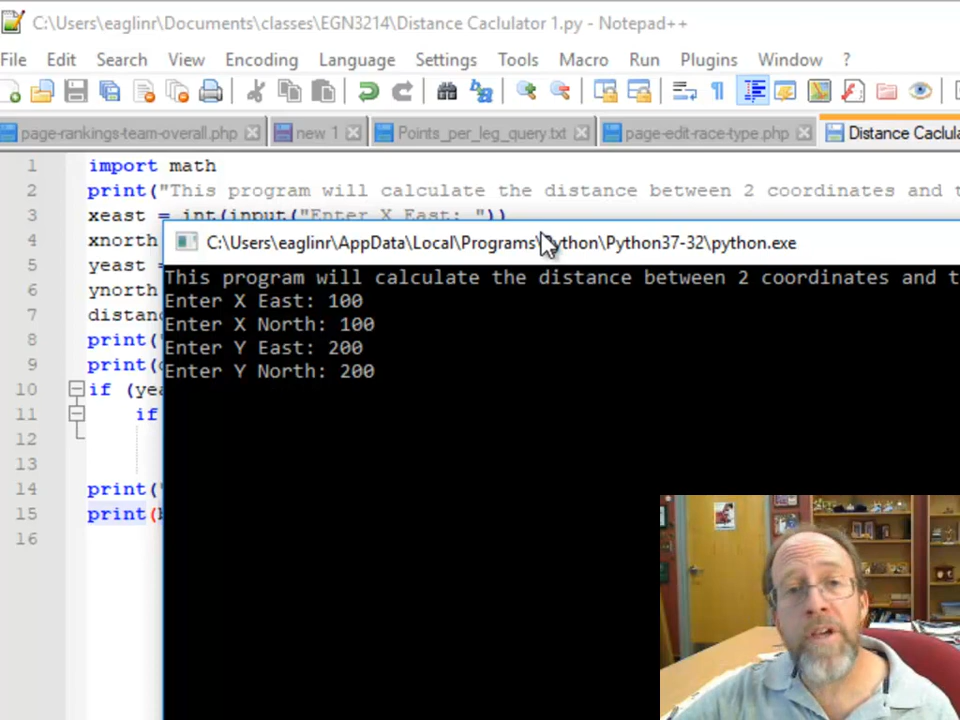 C:\Users\eaglinr\Documents\classes\EGN3214\Distance Caclulator 1.py - Notepad++
File Edit Search View Encoding Language Settings Tools Macro Run Plugins Window ?
page-rankings-team-overall.php new 1 Points_per_leg_query.txt page-edit-race-type.php Distance Caclula
1 import math
2 print("This program will calculate the distance between 2 coordinates and t
3 xeast = int(input("Enter X East: "))
4 xnorth
5 yeast =
6 ynorth
7 distanc
8 print(
9 print(
10 if (yea
11 if
12
13
14 print(
15 print(
16
C:\Users\eaglinr\AppData\Local\Programs\Python\Python37-32\python.exe
This program will calculate the distance between 2 coordinates and t
Enter X East: 100
Enter X North: 100
Enter Y East: 200
Enter Y North: 200